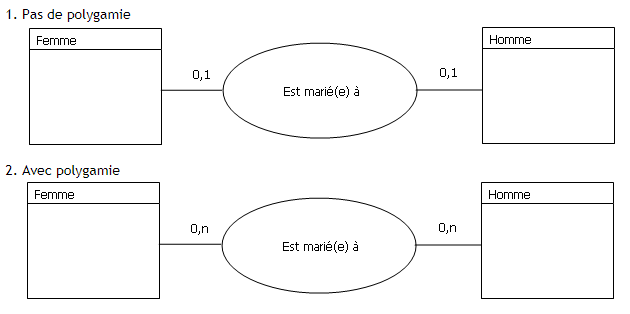 1. Pas de polygamie
Femme
Homme
0,1
0,1
Est marié(e) à
2. Avec polygamie
Femme
Homme
0,n
0,n
Est marié(e) à